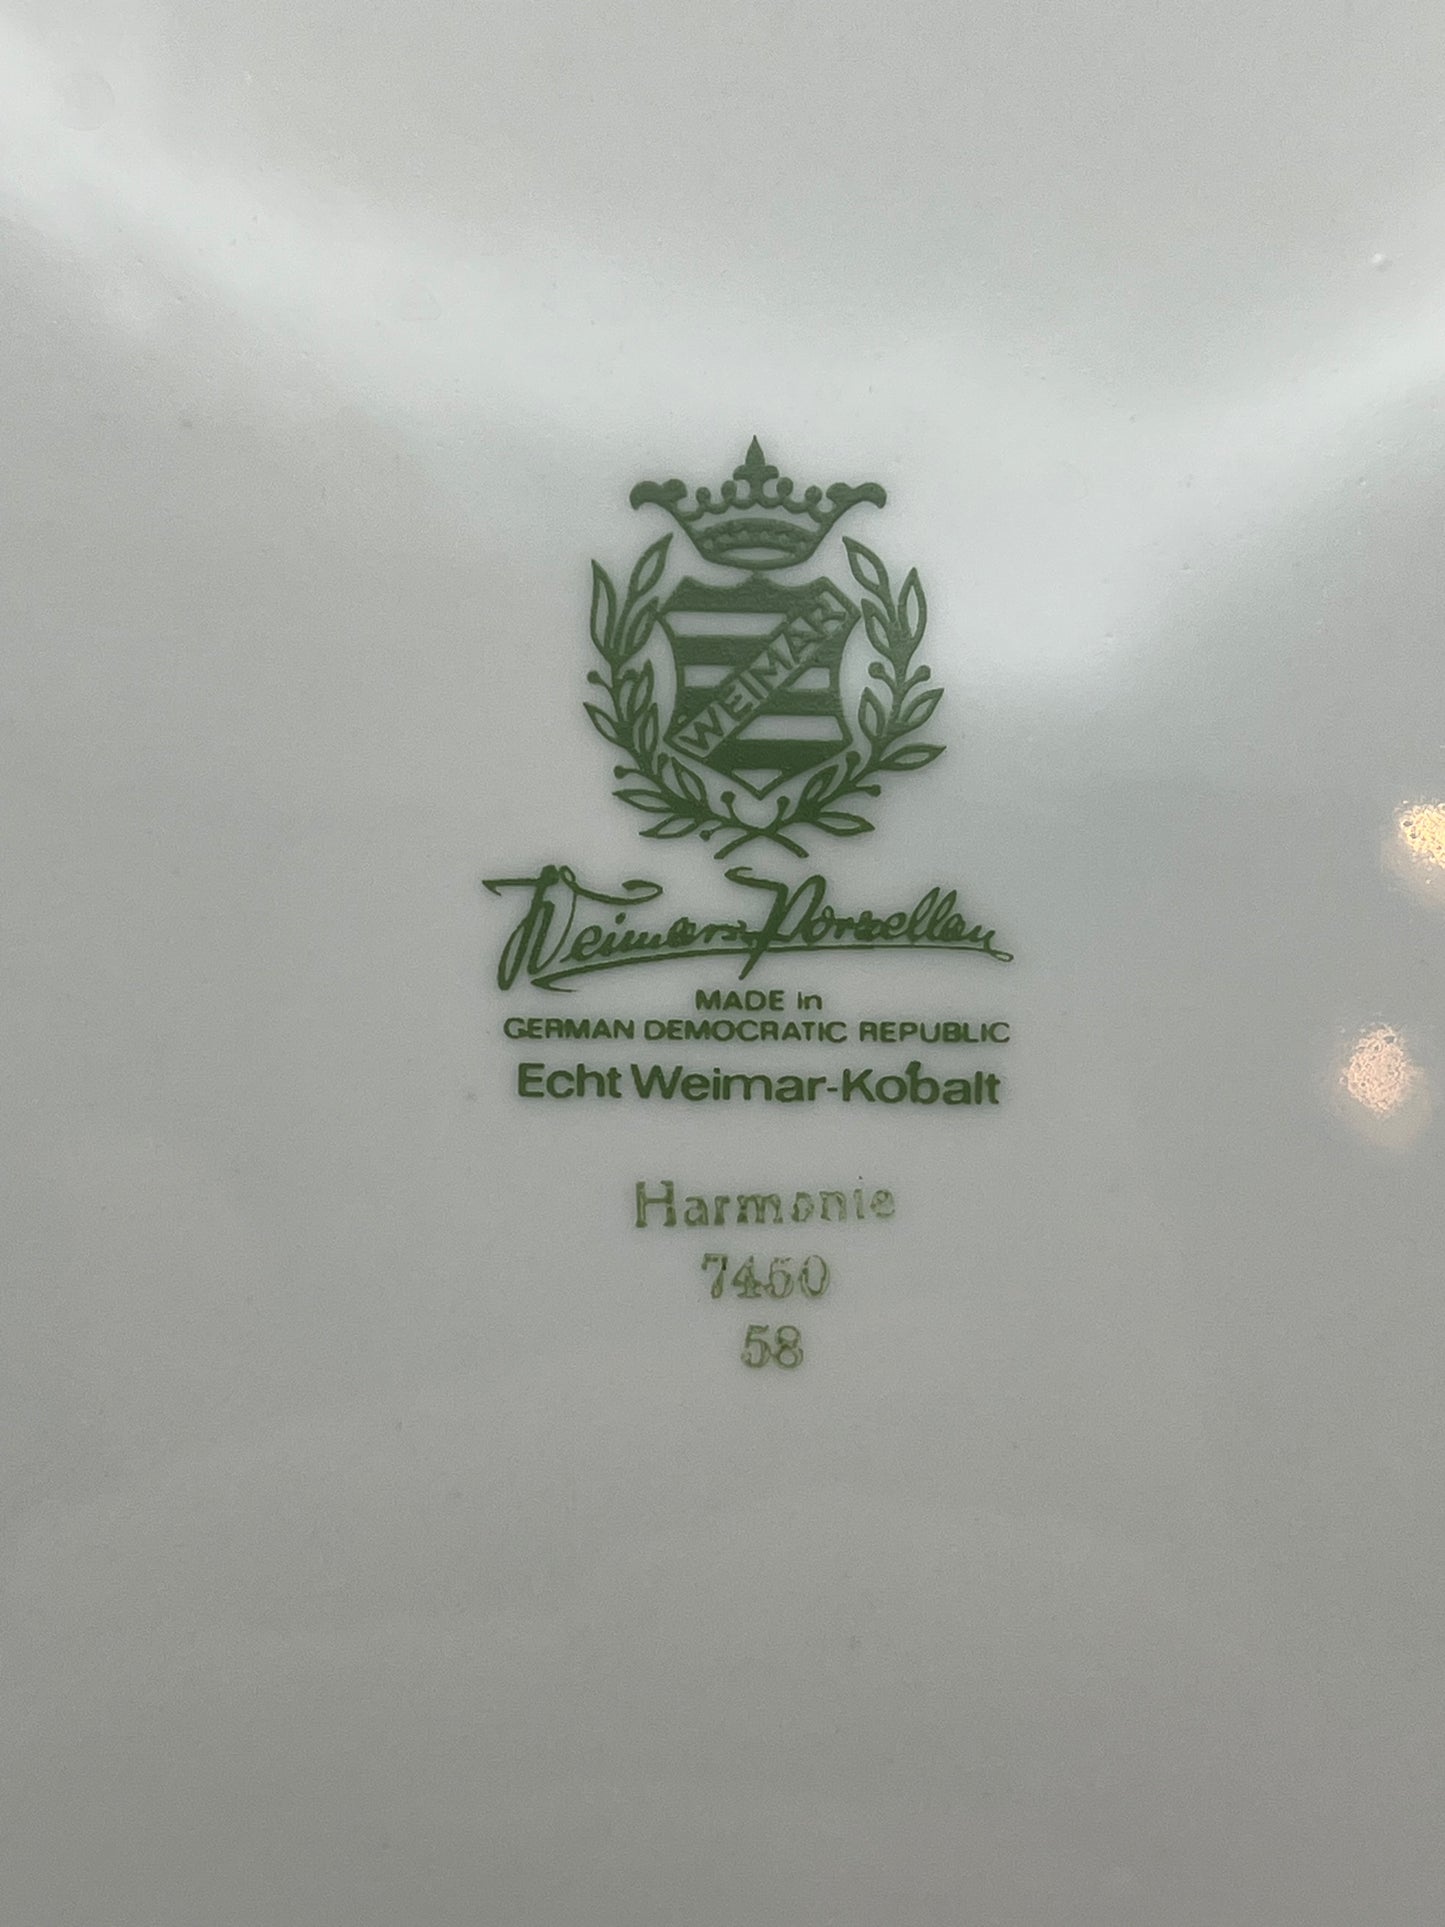 WEIMAR
Weimar Porzellan
MADE in
GERMAN DEMOCRATIC REPUBLIC
Echt Weimar-Kobalt
Harmonie
7450
58